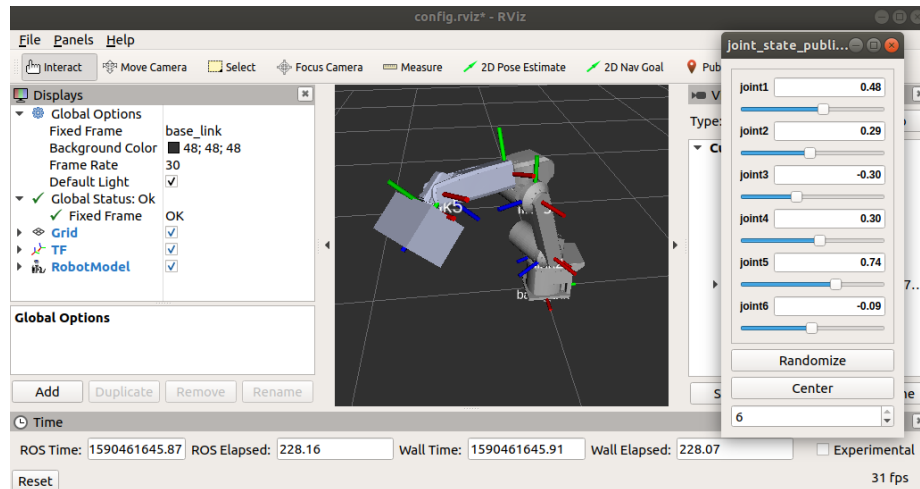 config.rviz* - RViz
File Panels Help
joint_state_publi...
Interact Move Camera Select Focus Camera Measure 2D Pose Estimate 2D Nav Goal Pub
Displays
Global Options
Fixed Frame base_link
Background Color 48; 48; 48
Frame Rate 30
Default Light
Global Status: Ok
Fixed Frame OK
Grid
TF
RobotModel
Global Options
Add Duplicate Remove Rename
Type:
joint1 0.48
joint2 0.29
joint3 -0.30
joint4 0.30
joint5 0.74
joint6 -0.09
Randomize
Center
6
Time
ROS Time: 1590461645.87 ROS Elapsed: 228.16 Wall Time: 1590461645.91 Wall Elapsed: 228.07 Experimental
Reset 31 fps